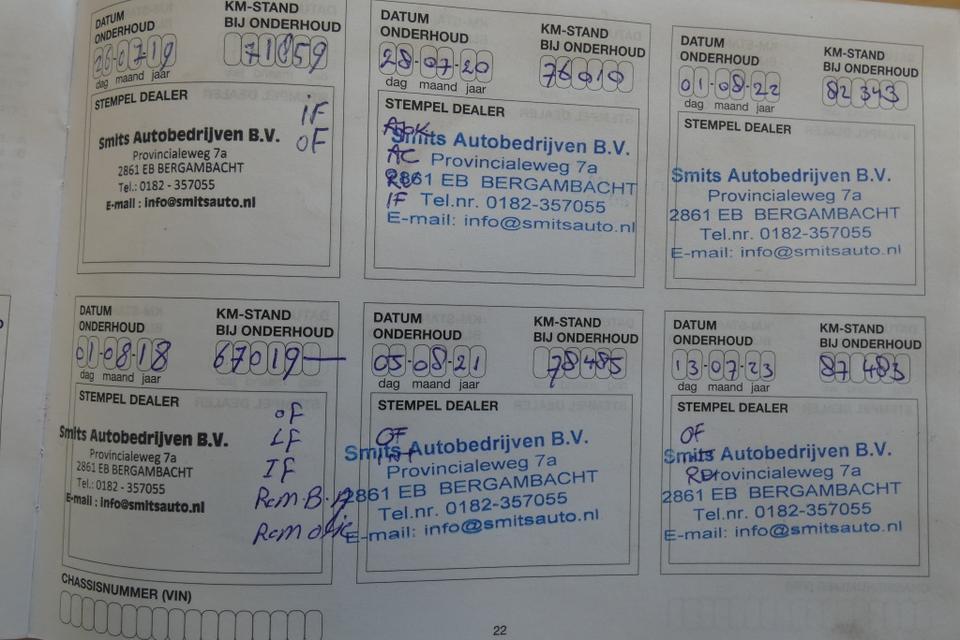 DATUM
ONDERHOUD
KM-STAND
BIJ ONDERHOUD
26-07-19
71859
dag maand jaar
STEMPEL DEALER
IF
OF
Smits Autobedrijven B.V.
Provincialeweg 7a
2861 EB BERGAMBACHT
Tel.: 0182 - 357055
E-mail : info@smitsauto.nl
DATUM
ONDERHOUD
KM-STAND
BIJ ONDERHOUD
28-07-20
76010
dag maand jaar
STEMPEL DEALER
AC
IF
Smits Autobedrijven B.V.
Provincialeweg 7a
2861 EB BERGAMBACHT
Tel.nr. 0182-357055
E-mail: info@smitsauto.nl
DATUM
ONDERHOUD
KM-STAND
BIJ ONDERHOUD
01-08-22
82343
dag maand jaar
STEMPEL DEALER
Smits Autobedrijven B.V.
Provincialeweg 7a
2861 EB BERGAMBACHT
Tel.nr. 0182-357055
E-mail: info@smitsauto.nl
DATUM
ONDERHOUD
KM-STAND
BIJ ONDERHOUD
01-08-18
67019
dag maand jaar
STEMPEL DEALER
OF
LF
IF
Rem B.A
Rem olie
Smits Autobedrijven B.V.
Provincialeweg 7a
2861 EB BERGAMBACHT
Tel.: 0182 - 357055
E-mail : info@smitsauto.nl
DATUM
ONDERHOUD
KM-STAND
BIJ ONDERHOUD
05-08-21
78485
dag maand jaar
STEMPEL DEALER
OF
Smits Autobedrijven B.V.
Provincialeweg 7a
2861 EB BERGAMBACHT
Tel.nr. 0182-357055
E-mail: info@smitsauto.nl
DATUM
ONDERHOUD
KM-STAND
BIJ ONDERHOUD
13-07-23
87483
dag maand jaar
STEMPEL DEALER
OF
Smits Autobedrijven B.V.
Provincialeweg 7a
2861 EB BERGAMBACHT
Tel.nr. 0182-357055
E-mail: info@smitsauto.nl
CHASSISNUMMER (VIN)
22